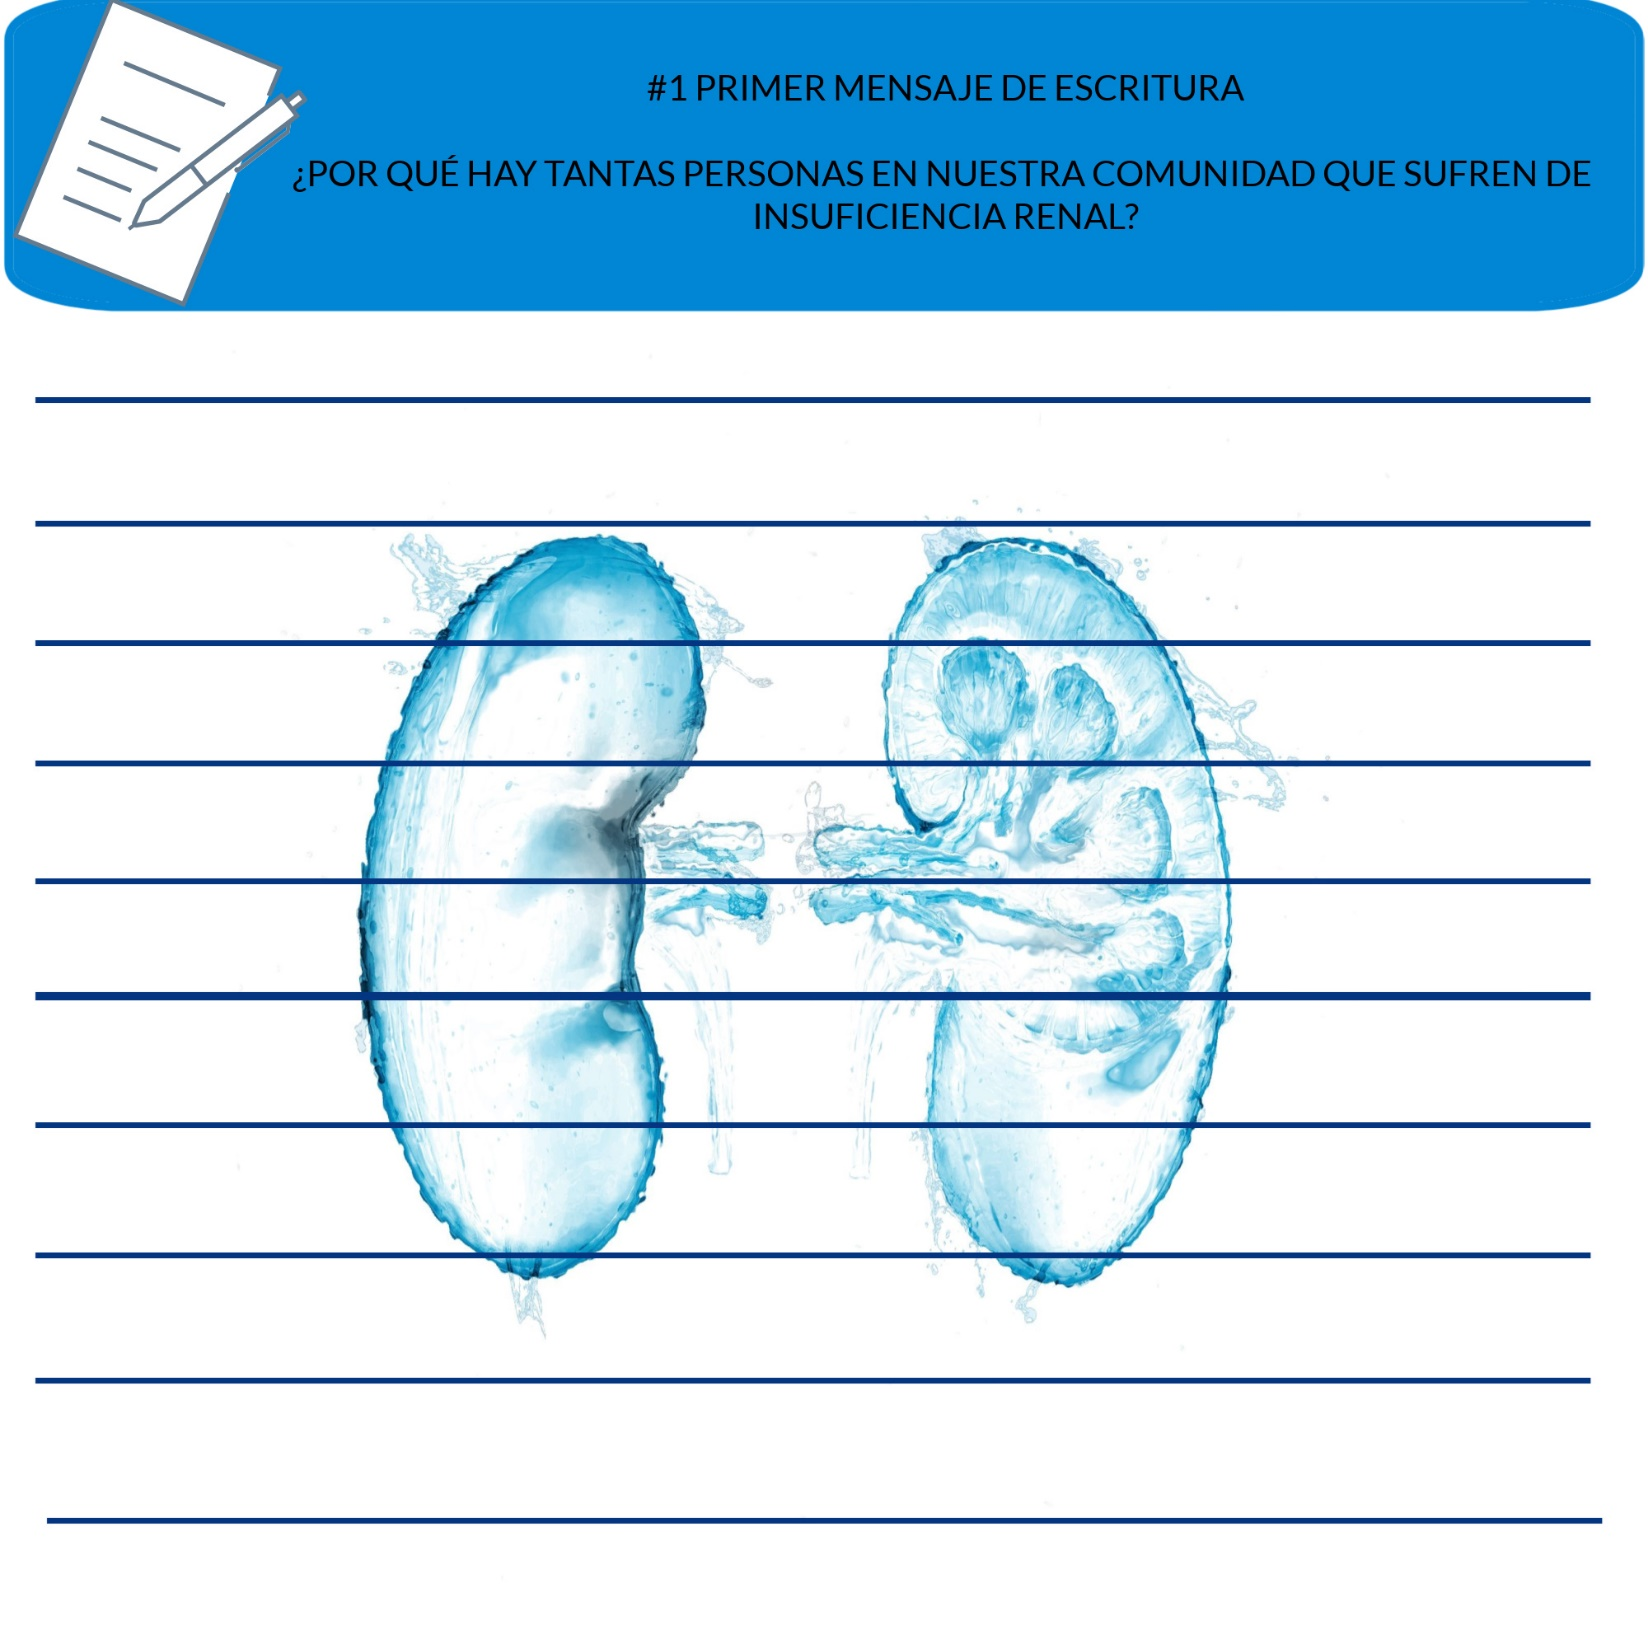 #1 PRIMER MENSAJE DE ESCRITURA
¿POR QUÉ HAY TANTAS PERSONAS EN NUESTRA COMUNIDAD QUE SUFREN DE
INSUFICIENCIA RENAL?